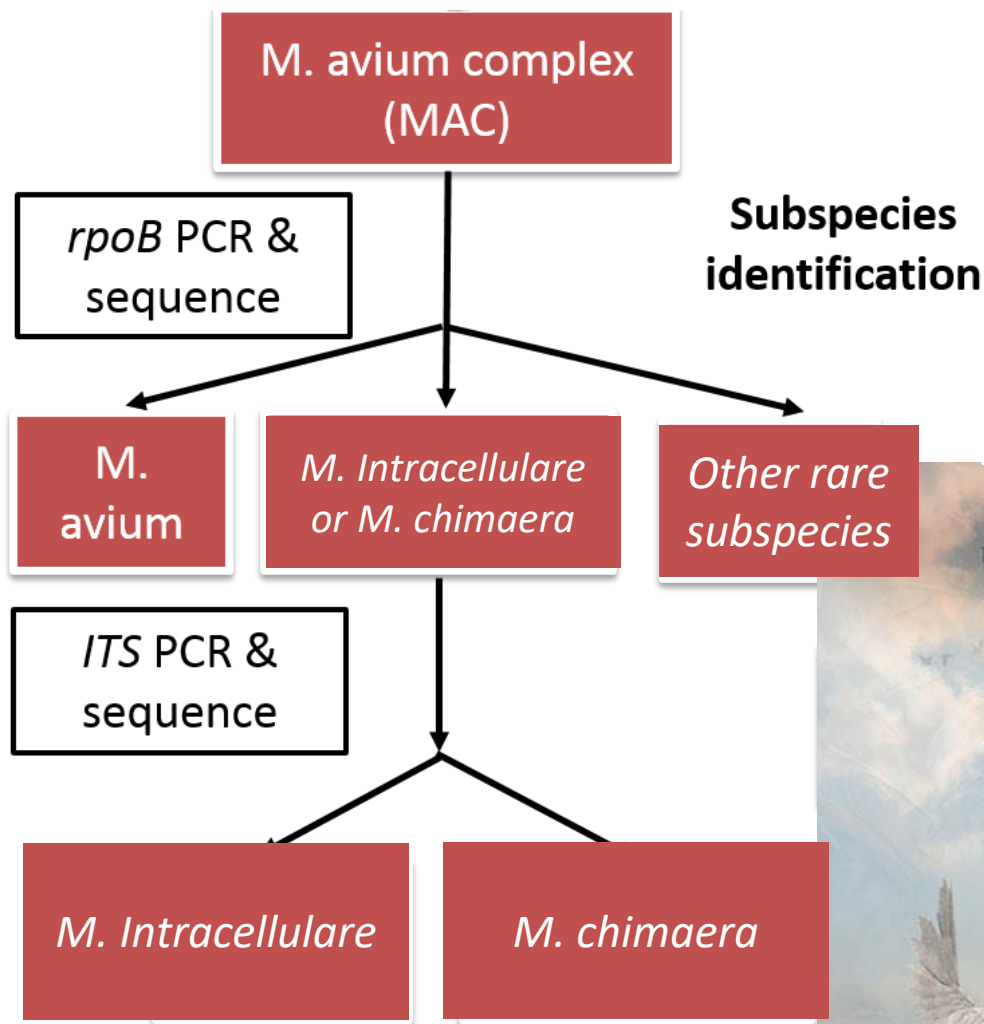 M. avium complex
(MAC)
rpoB PCR &
sequence
Subspecies
identification
M.
avium
M. Intracellulare
or M. chimaera
Other rare
subspecies
ITS PCR &
sequence
M. Intracellulare
M. chimaera